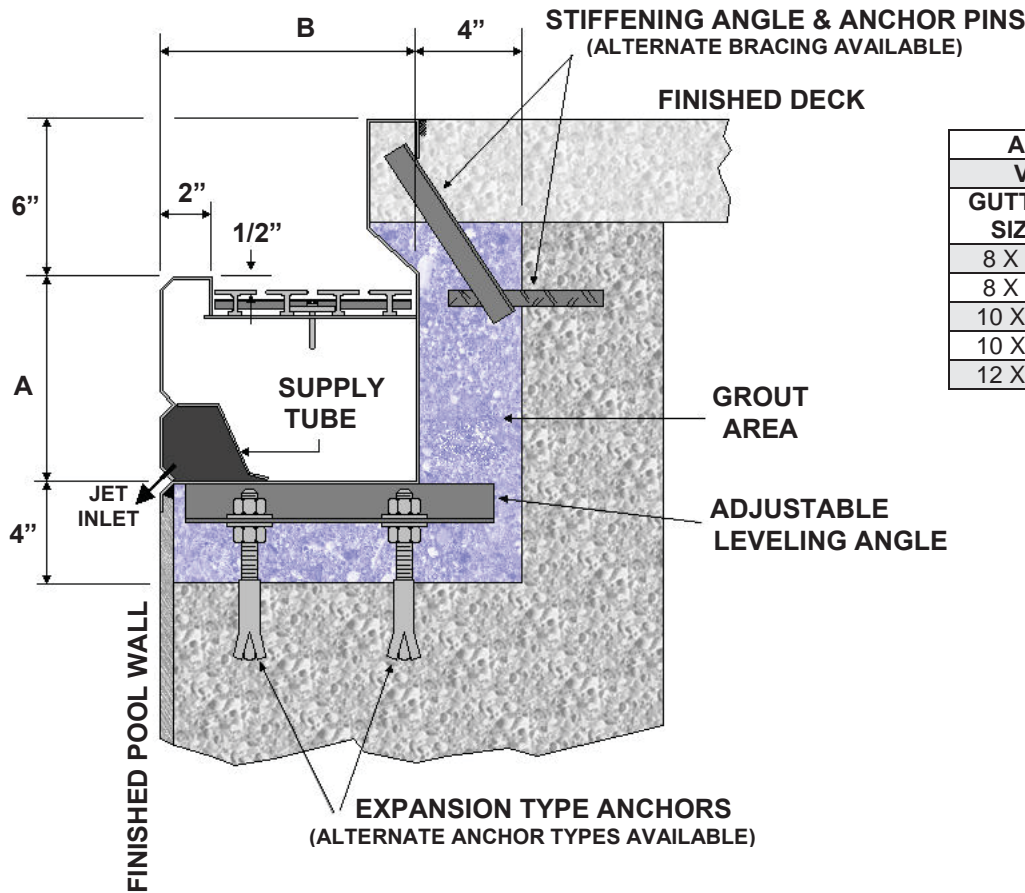 B
4”
STIFFENING ANGLE & ANCHOR PINS
(ALTERNATE BRACING AVAILABLE)
FINISHED DECK
6”
2”
1/2”
A
SUPPLY
TUBE
JET
INLET
4”
GROUT
AREA
ADJUSTABLE
LEVELING ANGLE
FINISHED POOL WALL
EXPANSION TYPE ANCHORS
(ALTERNATE ANCHOR TYPES AVAILABLE)
A
V
GUTT
SIZ
8 X
8 X
10 X
10 X
12 X